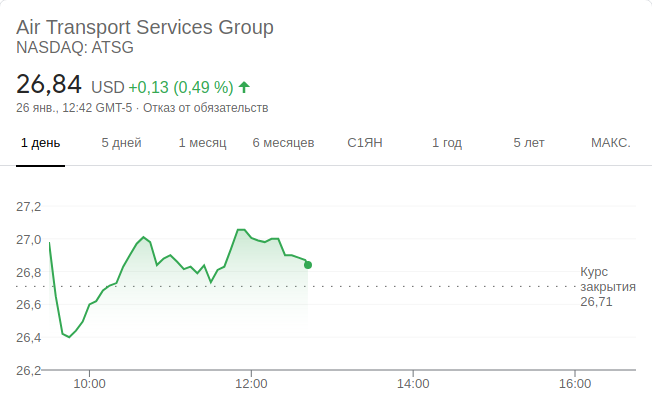 Air Transport Services Group
NASDAQ: ATSG
26,84 USD +0,13 (0,49 %)
26 янв., 12:42 GMT-5 · Отказ от обязательств
1 день 5 дней 1 месяц 6 месяцев С1ЯН 1 год 5 лет МАКС.
27,2
27,0
26,8
26,6
26,4
26,2
Курс
закрытия
26,71
10:00 12:00 14:00 16:00